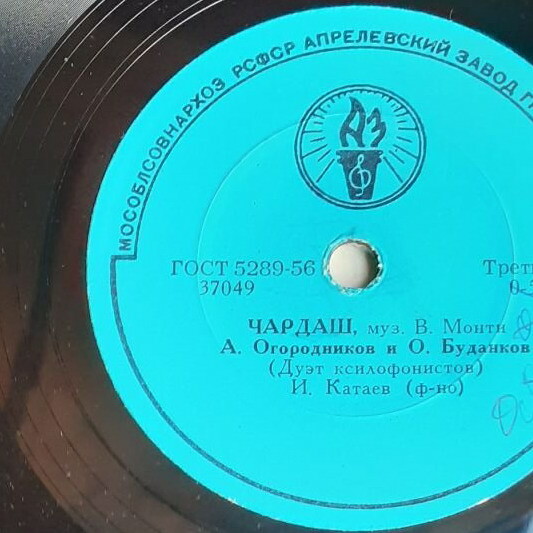 МОСОБЛСОВНАРХОЗ РСФСР АПРЕЛЕВСКИЙ ЗАВОД
АЗ
ГОСТ 5289-56
37049
ЧАРДАШ, муз. В. Монти
А. Огородников и О. Буданков
(Дуэт ксилофонистов)
И. Катаев (ф-но)